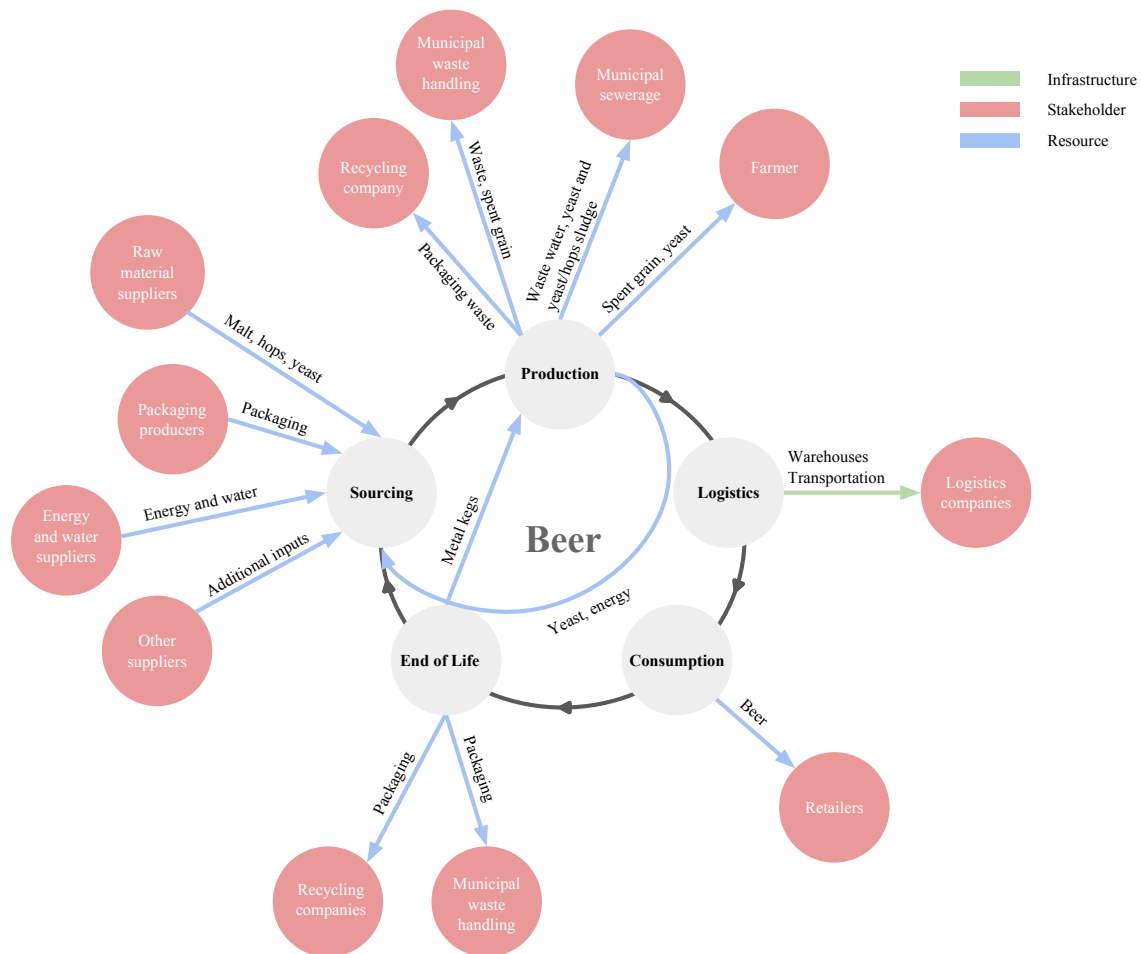 Municipal
waste
handling
Municipal
sewerage
Infrastructure
Stakeholder
Resource
Recycling
company
Farmer
Waste, spent grain
Waste water, yeast and
yeast/hops sludge
Packaging waste
Spent grain, yeast
Raw
material
suppliers
Malt, hops, yeast
Production
Packaging
producers
Packaging
Warehouses
Transportation
Sourcing
Logistics
Logistics
companies
Energy
and water
suppliers
Energy and water
Metal kegs
Beer
Additional inputs
Yeast, energy
Other
suppliers
End of Life
Consumption
Beer
Packaging
Packaging
Retailers
Recycling
companies
Municipal
waste
handling